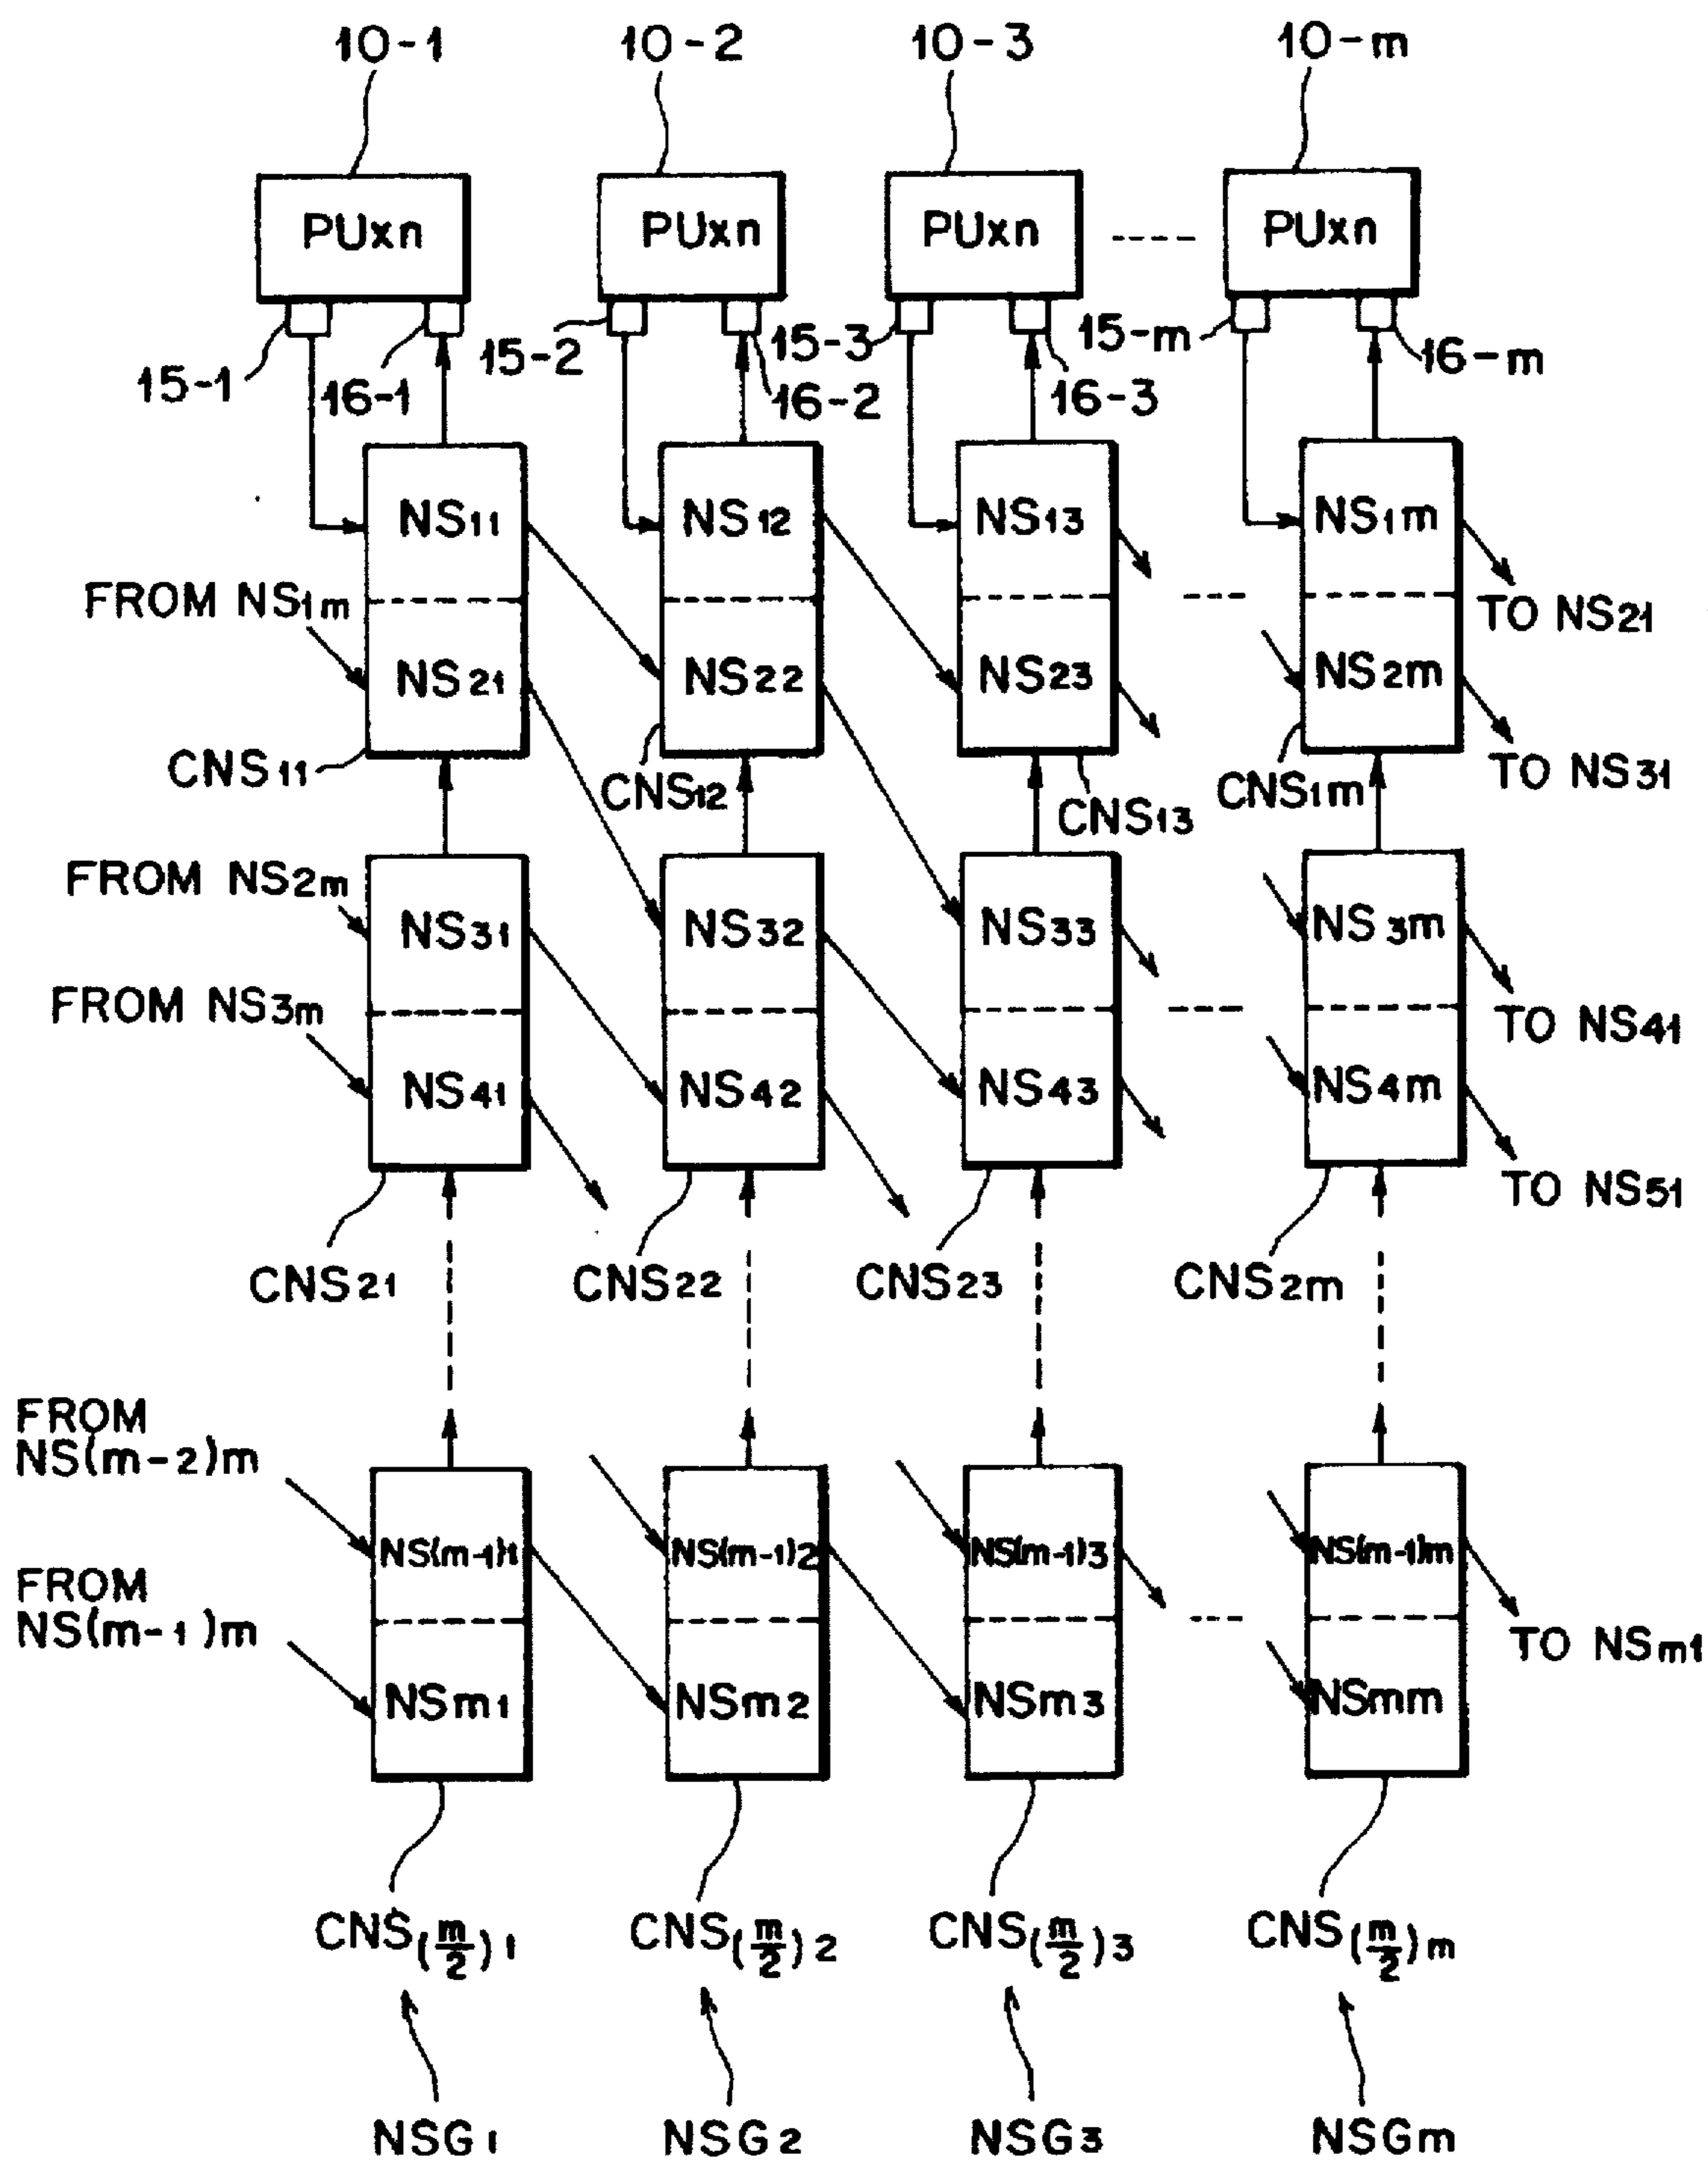 10-1 10-2 10-3 10-m
PUxn PUxn PUxn ---- PUxn
15-1 16-1 15-2 16-2 15-3 16-3 15-m 16-m
NS11 NS12 NS13 NS1m
FROM NS1m TO NS21
NS21 NS22 NS23 NS2m
CNS11 CNS12 CNS13 CNS1m TO NS31
FROM NS2m
NS31 NS32 NS33 NS3m
FROM NS3m TO NS41
NS41 NS42 NS43 NS4m
TO NS51
CNS21 CNS22 CNS23 CNS2m
FROM
NS(m-2)m
NS(m-1)1 NS(m-1)2 NS(m-1)3 NS(m-1)m
FROM
NS(m-1)m TO NSm1
NSm1 NSm2 NSm3 NSmm
CNS(m/2)1 CNS(m/2)2 CNS(m/2)3 CNS(m/2)m
NSG1 NSG2 NSG3 NSGm